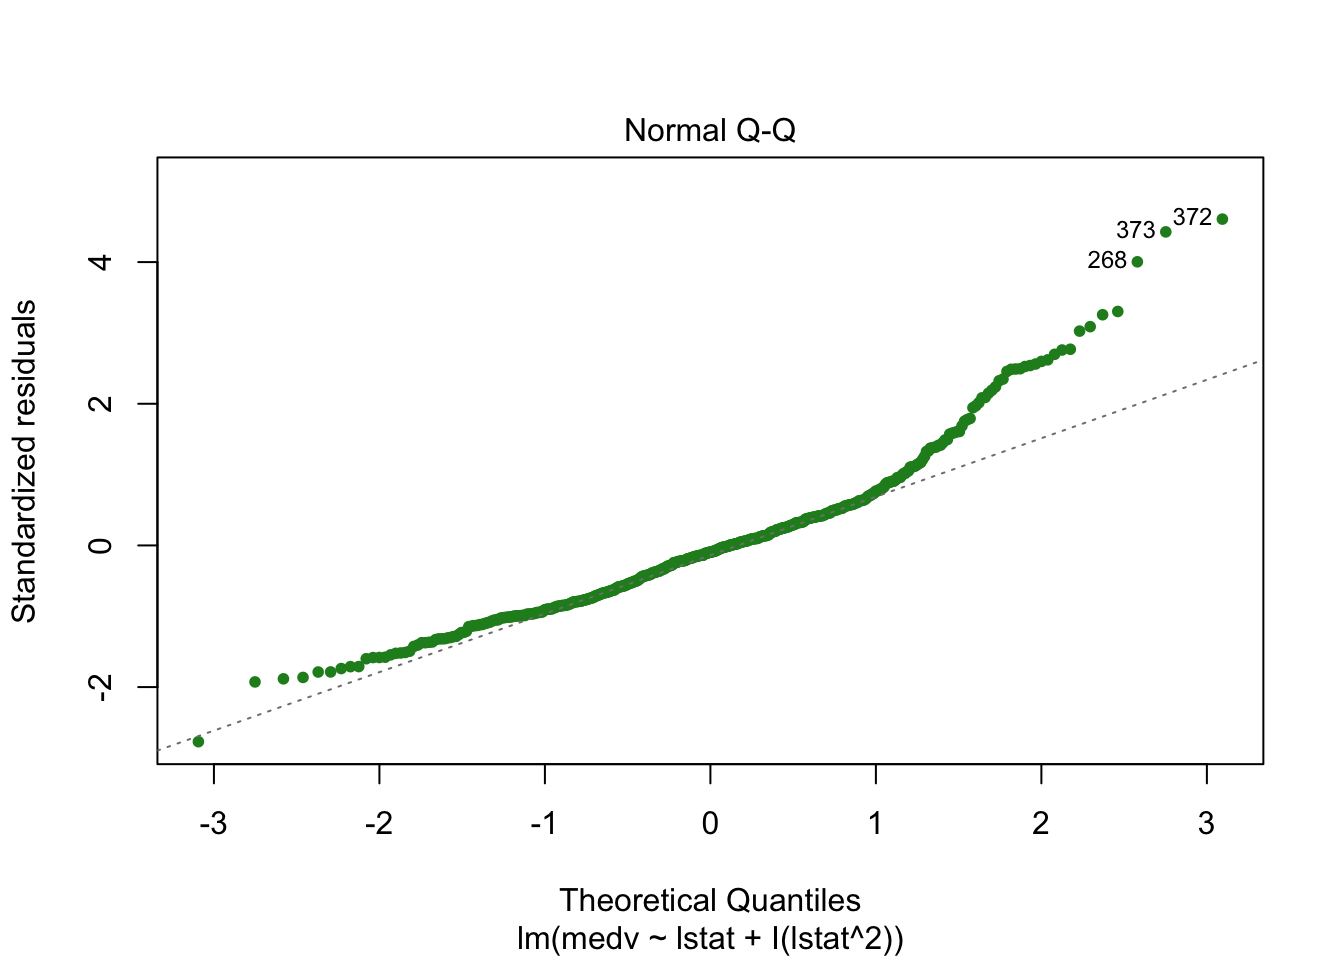 Normal Q-Q
372
373
268
Standardized residuals
4
2
0
-2
-3 -2 -1 0 1 2 3
Theoretical Quantiles
lm(medv ~ lstat + I(lstat^2))